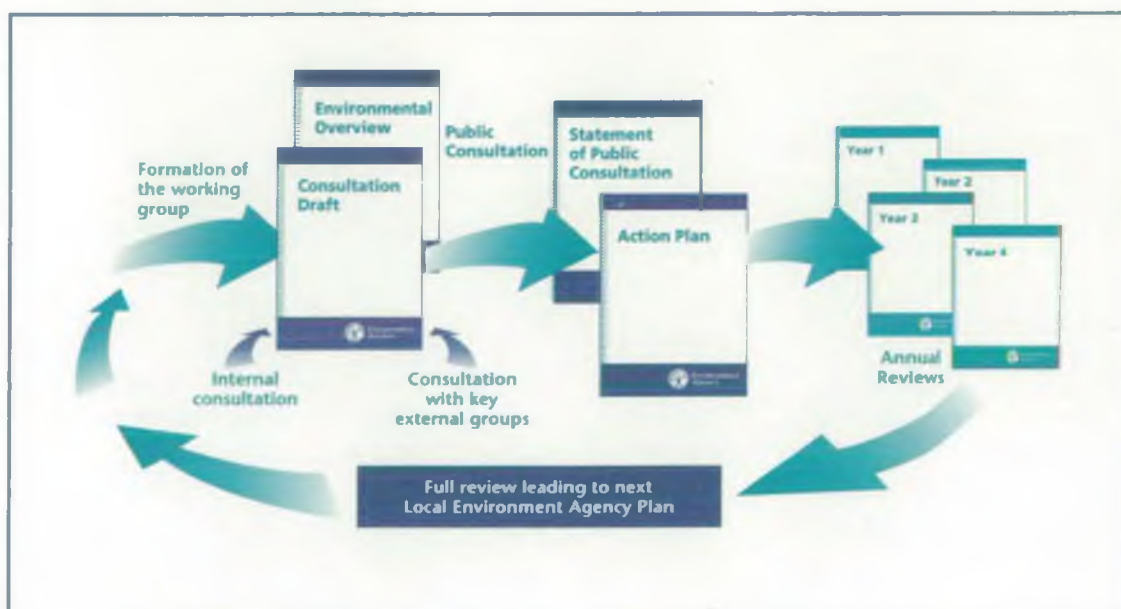 Environmental
Overview
Formation of
the working
group
Consultation
Draft
Internal
consultation
Consultation
with key
external groups
Public
Consultation
Statement
of Public
Consultation
Action Plan
Year 1
Year 2
Year 3
Year 4
Annual
Reviews
Full review leading to next
Local Environment Agency Plan